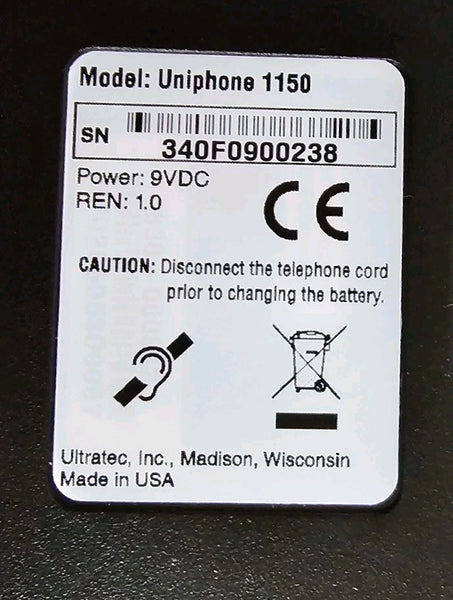 Model: Uniphone 1150
SN
340F0900238
Power: 9VDC
REN: 1.0
CE
CAUTION: Disconnect the telephone cord
prior to changing the battery.
Ultratec, Inc., Madison, Wisconsin
Made in USA